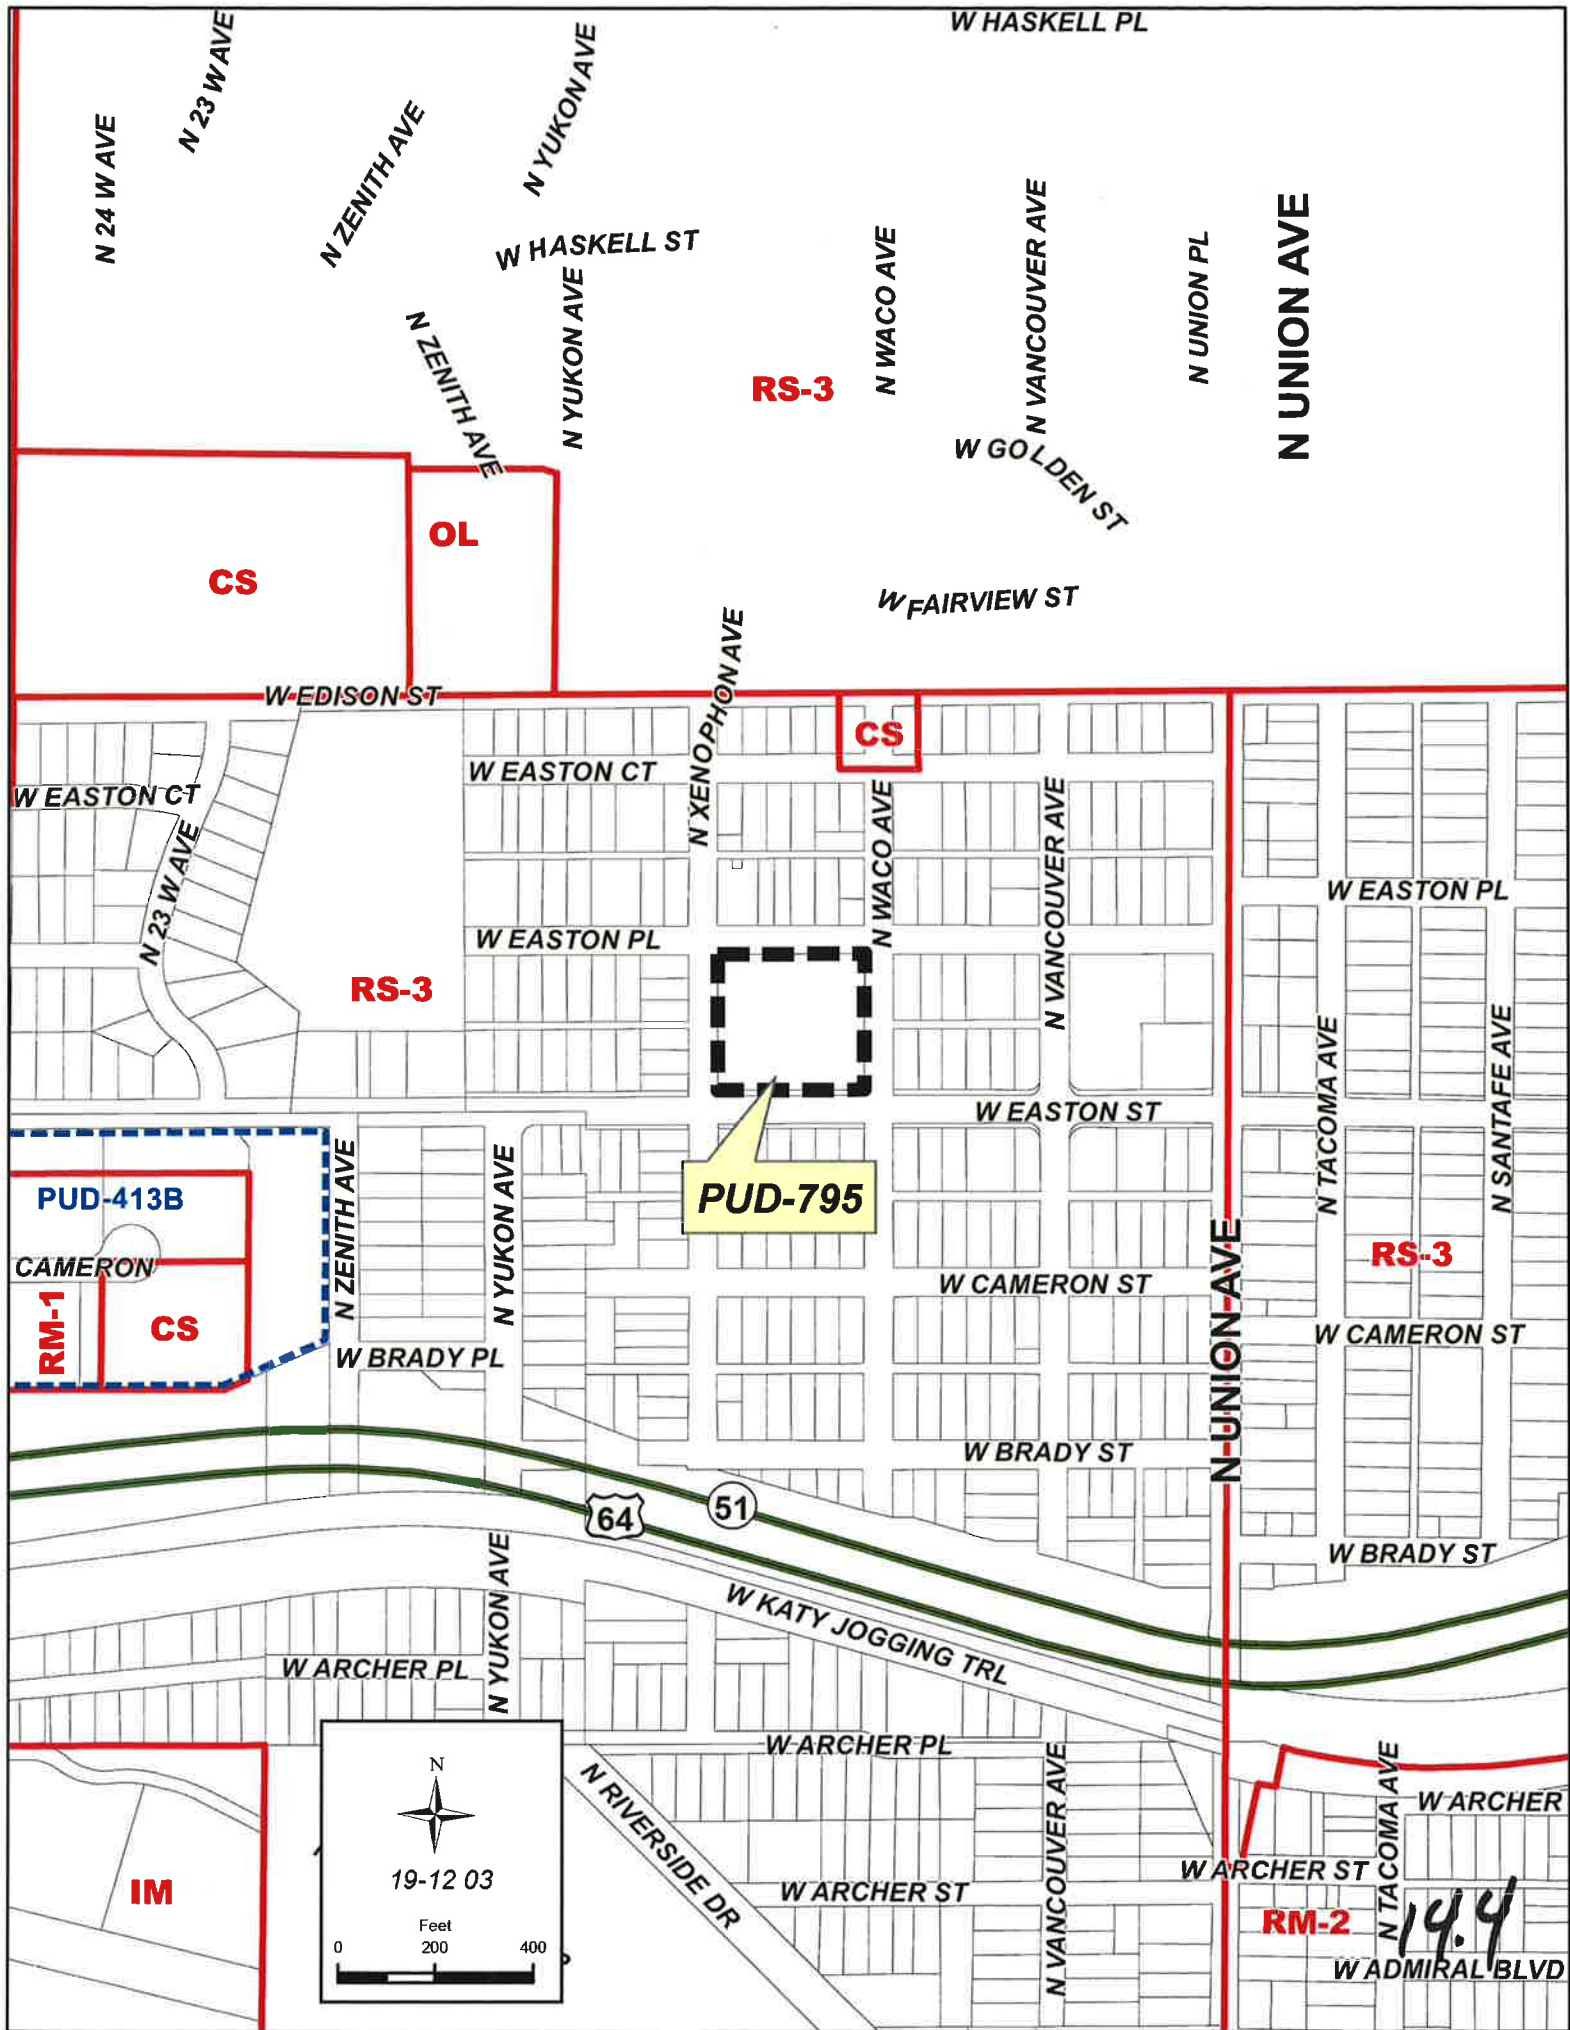 W HASKELL PL
N 23 W AVE
N YUKON AVE
N 24 W AVE
N ZENITH AVE
N UNION AVE
N VANCOUVER AVE
W HASKELL ST
N WACO AVE
N UNION PL
N YUKON AVE
N ZENITH AVE
RS-3
W GOLDEN ST
OL
CS
W FAIRVIEW ST
N XENOPHON AVE
W EDISON ST
CS
W EASTON CT
W EASTON CT
N WACO AVE
N VANCOUVER AVE
N 23 W AVE
W EASTON PL
W EASTON PL
RS-3
N TACOMA AVE
N SANTAFE AVE
W EASTON ST
PUD-413B
N ZENITH AVE
N YUKON AVE
PUD-795
CAMERON
RS-3
W CAMERON ST
RM-1
CS
N UNION AVE
W CAMERON ST
W BRADY PL
W BRADY ST
64
51
W BRADY ST
N YUKON AVE
W KATY JOGGING TRL
W ARCHER PL
W ARCHER PL
N
19-12 03
Feet
0 200 400
N RIVERSIDE DR
N VANCOUVER AVE
N TACOMA AVE
W ARCHER
W ARCHER ST
W ARCHER ST
IM
RM-2
14.4
W ADMIRAL BLVD